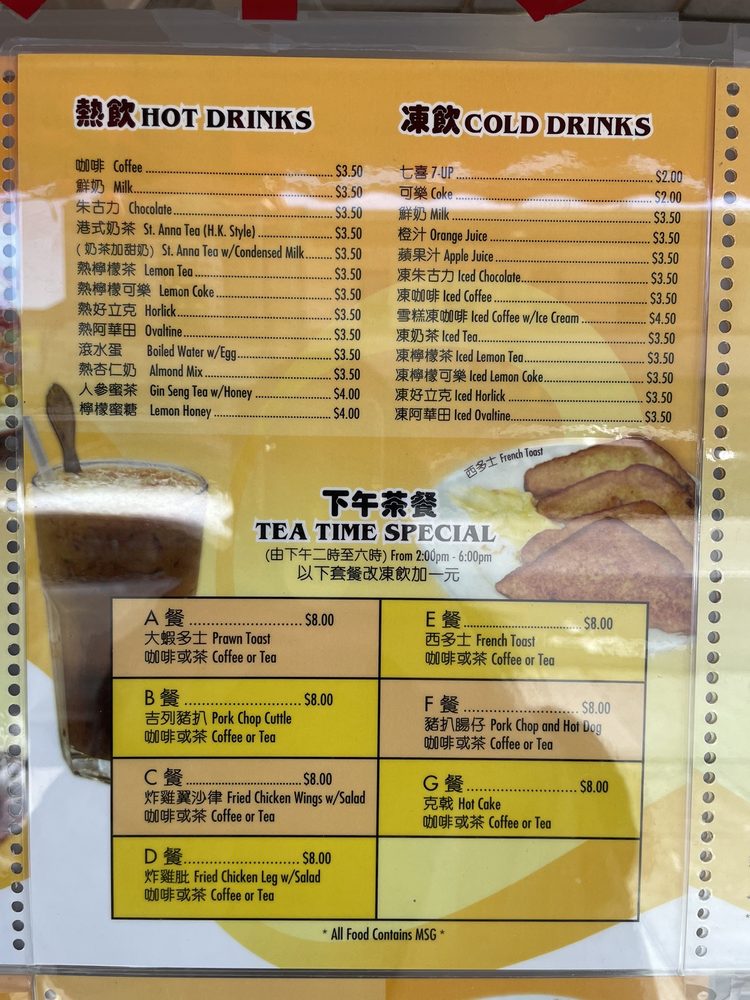 熱飲 HOT DRINKS
咖啡 Coffee ........ $3.50
鮮奶 Milk ........ $3.50
朱古力 Chocolate ........ $3.50
港式奶茶 St. Anna Tea (H.K. Style) ........ $3.50
(奶茶加甜奶) St. Anna Tea w/Condensed Milk ........ $3.50
熱檸檬茶 Lemon Tea ........ $3.50
熱檸檬可樂 Lemon Coke ........ $3.50
熱好立克 Horlick ........ $3.50
熱阿華田 Ovaltine ........ $3.50
滾水蛋 Boiled Water w/Egg ........ $3.50
熱杏仁奶 Almond Mix ........ $3.50
人參蜜茶 Gin Seng Tea w/Honey ........ $4.00
檸檬蜜糖 Lemon Honey ........ $4.00
凍飲 COLD DRINKS
七喜 7-UP ........ $2.00
可樂 Coke ........ $2.00
鮮奶 Milk ........ $3.50
橙汁 Orange Juice ........ $3.50
蘋果汁 Apple Juice ........ $3.50
凍朱古力 Iced Chocolate ........ $3.50
凍咖啡 Iced Coffee ........ $3.50
雪糕凍咖啡 Iced Coffee w/Ice Cream ........ $4.50
凍奶茶 Iced Tea ........ $3.50
凍檸檬茶 Iced Lemon Tea ........ $3.50
凍檸檬可樂 Iced Lemon Coke ........ $3.50
凍好立克 Iced Horlick ........ $3.50
凍阿華田 Iced Ovaltine ........ $3.50
西多士 French Toast
下午茶餐
TEA TIME SPECIAL
(由下午二時至六時) From 2:00pm - 6:00pm
以下套餐改凍飲加一元
A 餐 ........ $8.00
大蝦多士 Prawn Toast
咖啡或茶 Coffee or Tea
B 餐 ........ $8.00
吉列豬扒 Pork Chop Cuttle
咖啡或茶 Coffee or Tea
C 餐 ........ $8.00
炸雞翼沙律 Fried Chicken Wings w/Salad
咖啡或茶 Coffee or Tea
D 餐 ........ $8.00
炸雞肶 Fried Chicken Leg w/Salad
咖啡或茶 Coffee or Tea
E 餐 ........ $8.00
西多士 French Toast
咖啡或茶 Coffee or Tea
F 餐 ........ $8.00
豬扒腸仔 Pork Chop and Hot Dog
咖啡或茶 Coffee or Tea
G 餐 ........ $8.00
克戟 Hot Cake
咖啡或茶 Coffee or Tea
* All Food Contains MSG *